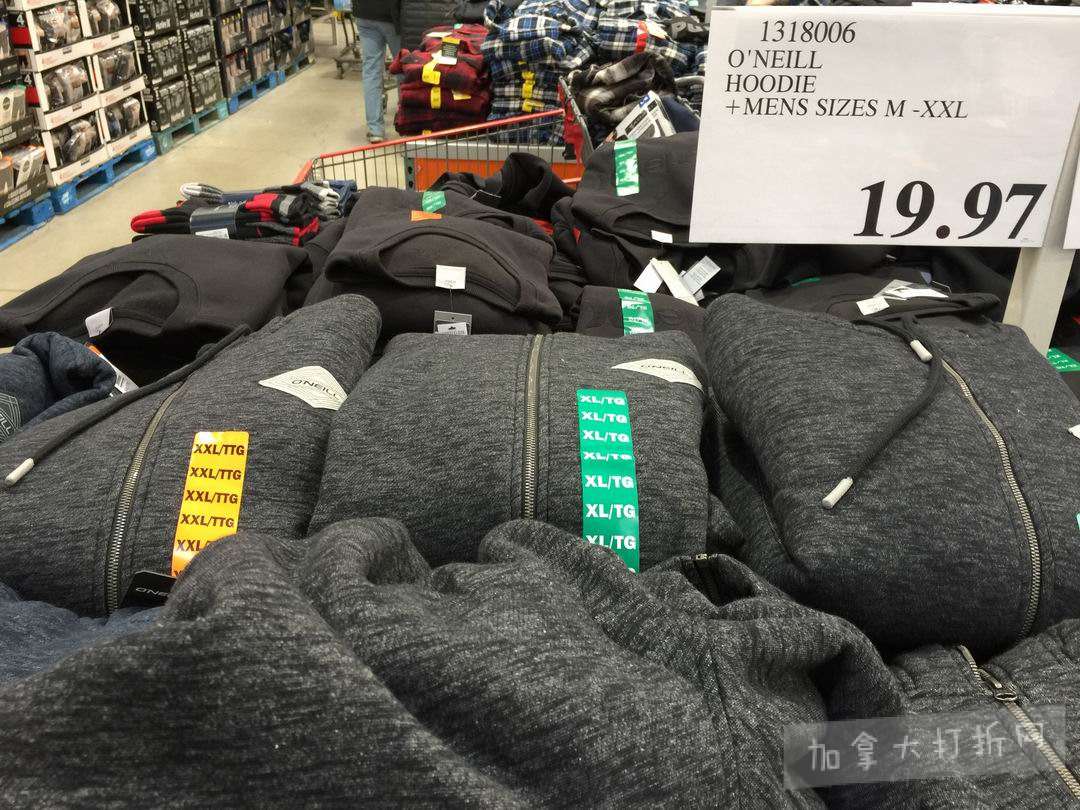 1318006
O'NEILL
HOODIE
+MENS SIZES M -XXL
19.97
O'NEILL
O'NEILL
XXL/TTG
XXL/TTG
XXL/TTG
XXL/TTG
XXL/TTG
XL/TG
XL/TG
XL/TG
XL/TG
XL/TG
XL/TG
XL/TG
加拿大打折网